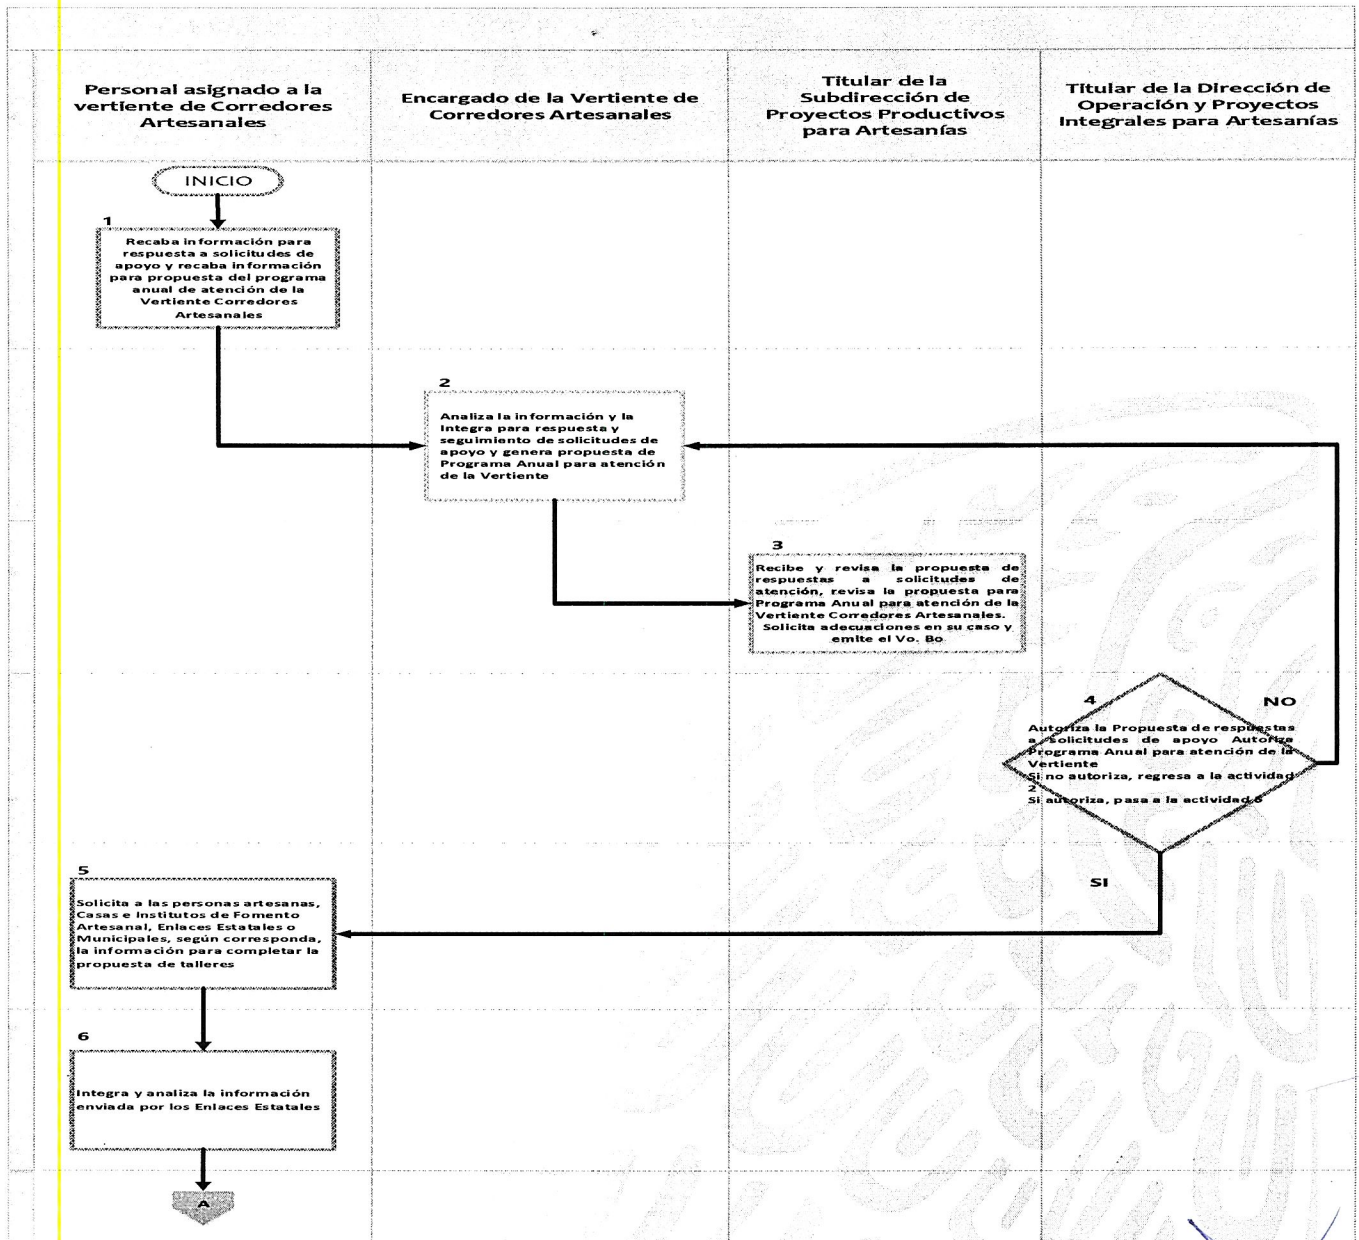 Personal asignado a la
vertiente de Corredores
Artesanales
Encargado de la Vertiente de
Corredores Artesanales
Titular de la
Subdirección de
Proyectos Productivos
para Artesanías
Titular de la Dirección de
Operación y Proyectos
Integrales para Artesanías
INICIO
1
Recaba información para
respuesta a solicitudes de
apoyo y recaba información
para propuesta del programa
anual de atención de la
Vertiente Corredores
Artesanales
2
Analiza la información y la
Integra para respuesta y
seguimiento de solicitudes de
apoyo y genera propuesta de
Programa Anual para atención
de la Vertiente
3
Recibe y revisa la propuesta de
respuestas a solicitudes de
atención, revisa la propuesta para
Programa Anual para atención de la
Vertiente Corredores Artesanales.
Solicita adecuaciones en su caso y
emite el Vo. Bo
4
NO
Autoriza la Propuesta de respuestas
a solicitudes de apoyo Autoriza
Programa Anual para atención de la
Vertiente
Si no autoriza, regresa a la actividad
2
Si autoriza, pasa a la actividad 6
SI
5
Solicita a las personas artesanas,
Casas e Institutos de Fomento
Artesanal, Enlaces Estatales o
Municipales, según corresponda,
la información para completar la
propuesta de talleres
6
Integra y analiza la información
enviada por los Enlaces Estatales
A